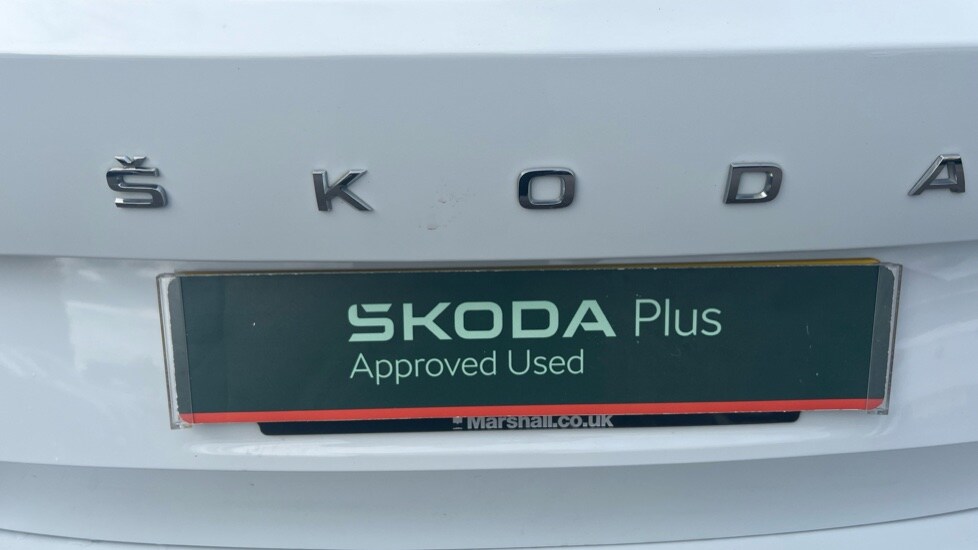 ŠKODA
ŠKODA Plus
Approved Used
Marshall.co.uk